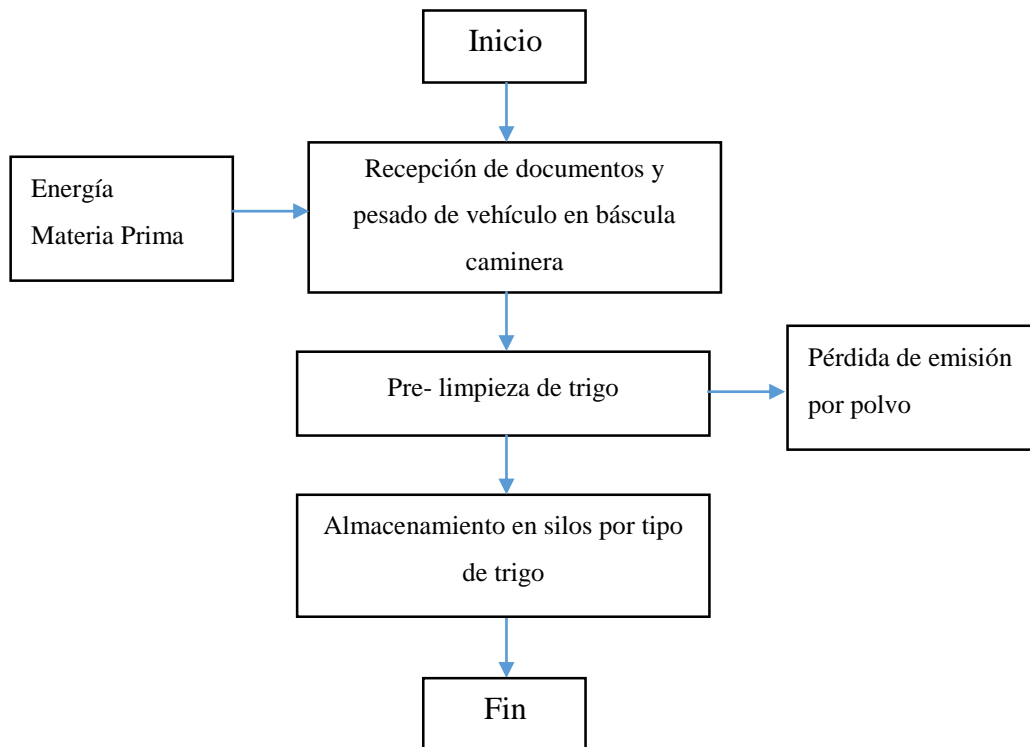 Inicio
Energía
Materia Prima
Recepción de documentos y
pesado de vehículo en báscula
caminera
Pre- limpieza de trigo
Pérdida de emisión
por polvo
Almacenamiento en silos por tipo
de trigo
Fin